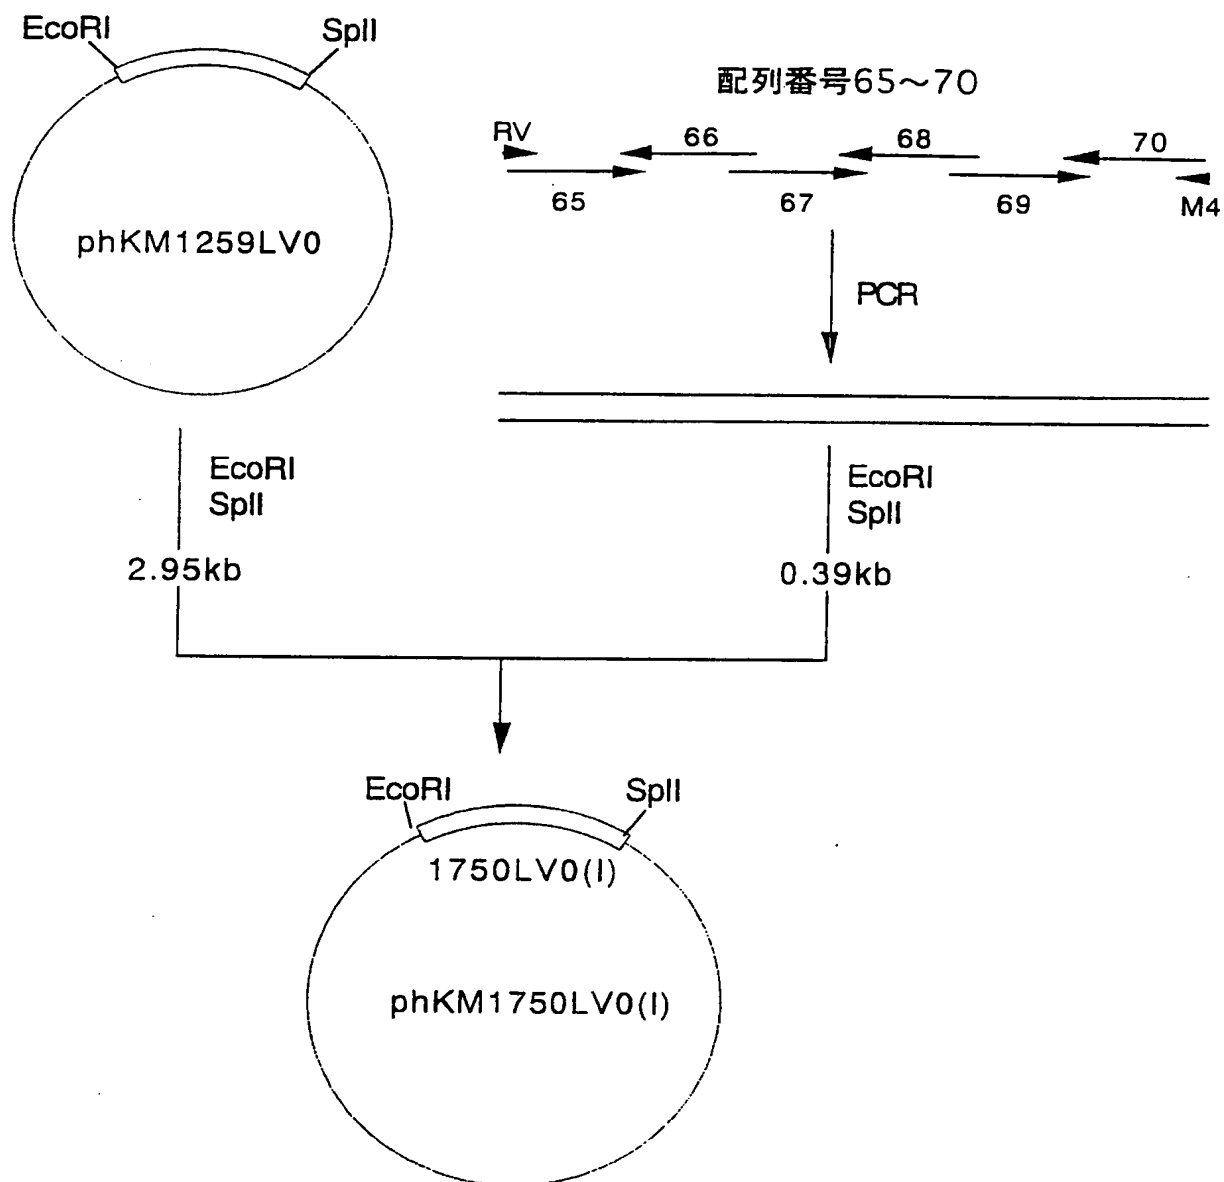 EcoRI
SplI
phKM1259LV0
配列番号65～70
RV
66
68
70
65
67
69
M4
PCR
EcoRI
SplI
2.95kb
EcoRI
SplI
0.39kb
EcoRI
SplI
1750LV0(I)
phKM1750LV0(I)